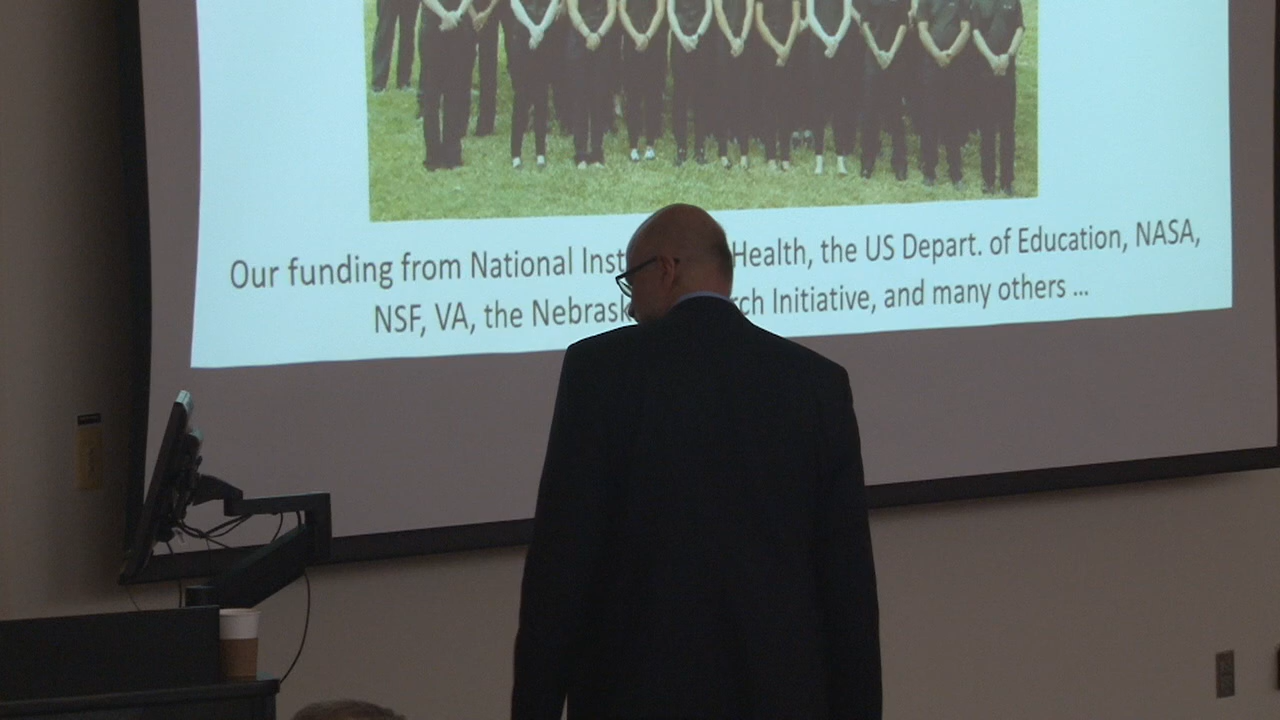 Our funding from National Inst Health, the US Depart. of Education, NASA,
NSF, VA, the Nebrask rch Initiative, and many others ...